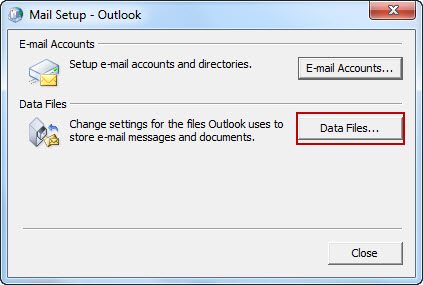 Mail Setup - Outlook
E-mail Accounts
Setup e-mail accounts and directories.
E-mail Accounts...
Data Files
Change settings for the files Outlook uses to
store e-mail messages and documents.
Data Files...
Close